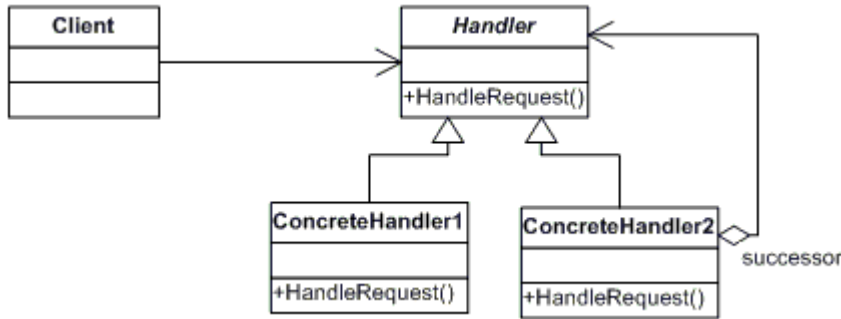 Client
Handler
+HandleRequest()
ConcreteHandler1
+HandleRequest()
ConcreteHandler2
+HandleRequest()
successor